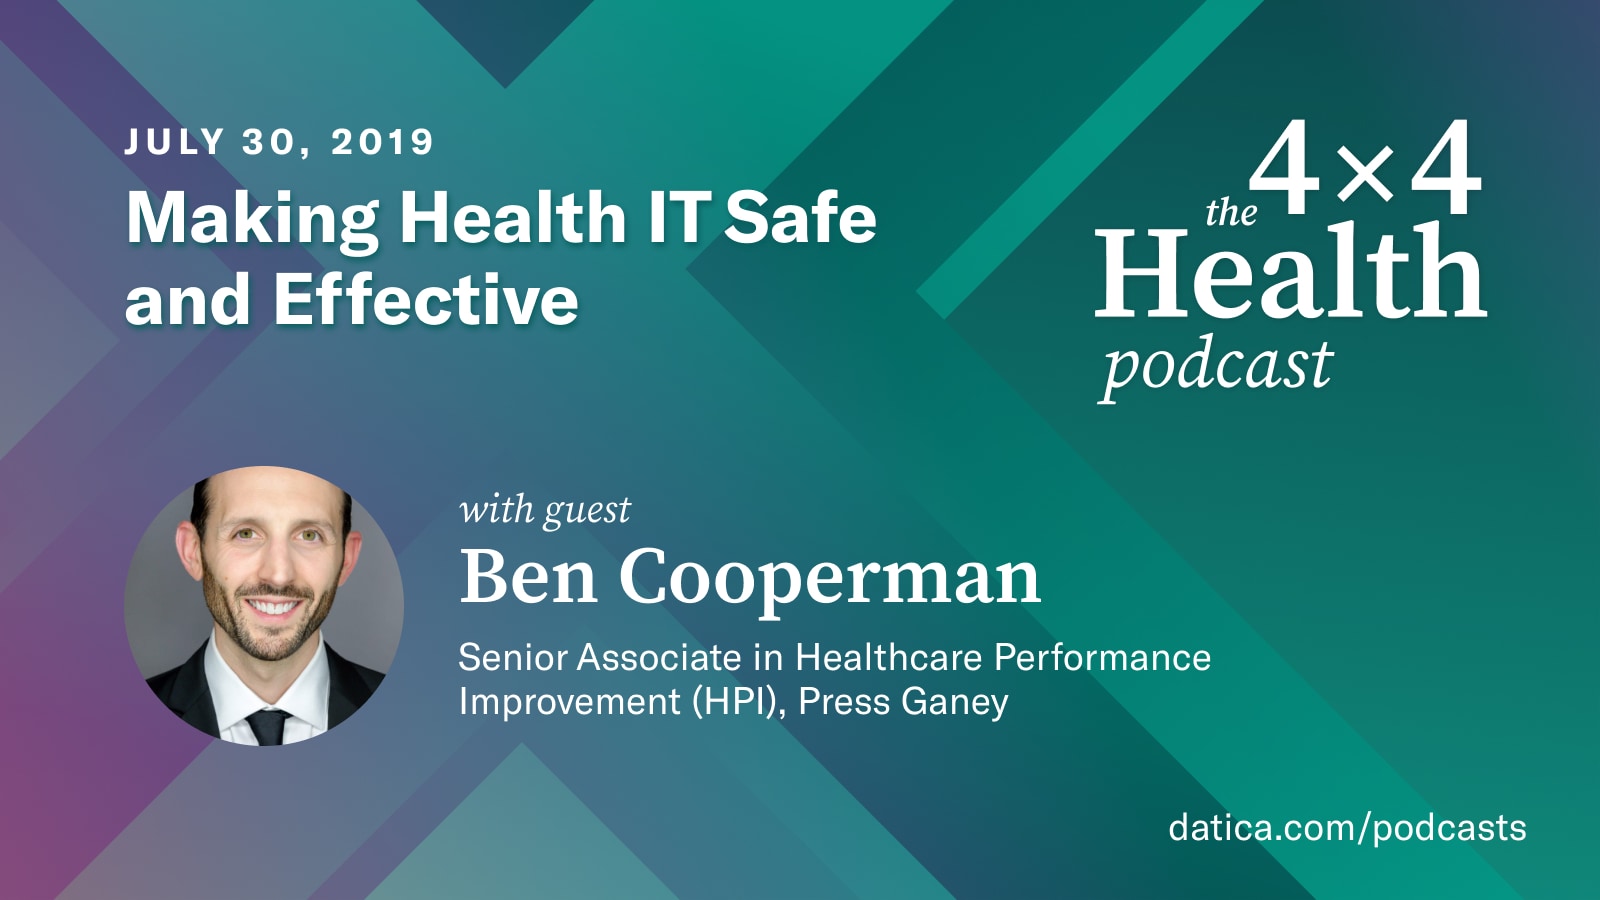 JULY 30, 2019
Making Health IT Safe
and Effective
the 4×4
Health
podcast
with guest
Ben Cooperman
Senior Associate in Healthcare Performance
Improvement (HPI), Press Ganey
datica.com/podcasts